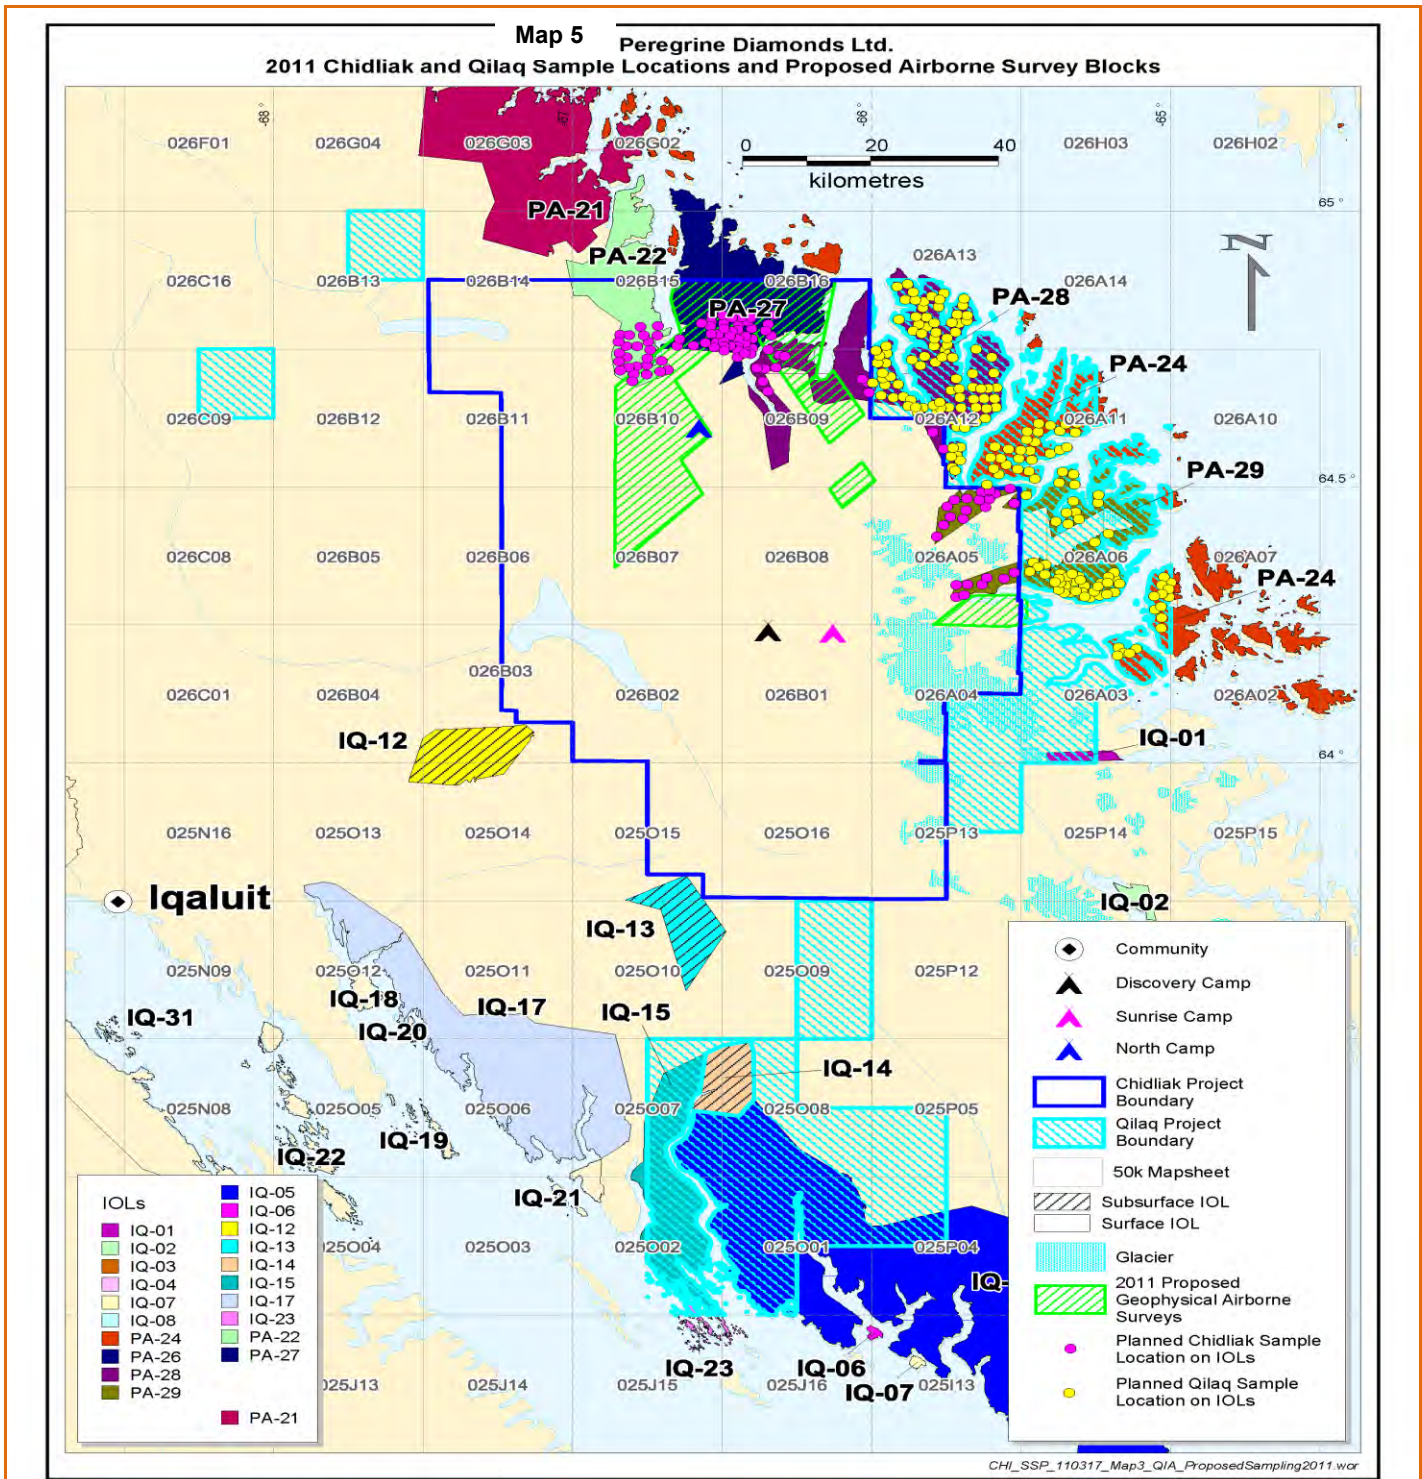 Map 5
Peregrine Diamonds Ltd.
2011 Chidliak and Qilaq Sample Locations and Proposed Airborne Survey Blocks
-68° -67 -66° -65°
026F01 026G04 026G03 026G02 026H03 026H02
0 20 40
kilometres
PA-21
65°
N
PA-22
026A13
026C16 026B13 026B14 026B15 026B16 026A14
PA-28
PA-27
PA-24
026C09 026B12 026B11 026B10 026B09 026A12 026A11 026A10
PA-29
64.5°
026C08 026B05 026B06 026B07 026B08 026A05 026A06 026A07
PA-24
026B03
026C01 026B04 026B02 026B01 026A04 026A03 026A02
IQ-12
IQ-01
64°
025N16 025O13 025O14 025O15 025O16 025P13 025P14 025P15
Iqaluit
IQ-02
IQ-13
025N09 025O12 025O11 025O10 025O09 025P12
IQ-18
IQ-17
IQ-15
IQ-31
IQ-20
IQ-14
025N08 025O05 025O06 025O07 025O08 025P05
IQ-19
IQ-22
IQ-21
025O04 025O03 025O02 025O01 025P04
IQ-
IQ-23
IQ-06
IQ-07
025J13 025J14 025J15 025J16 025I13
Community
Discovery Camp
Sunrise Camp
North Camp
Chidliak Project
Boundary
Qilaq Project
Boundary
50k Mapsheet
Subsurface IOL
Surface IOL
Glacier
2011 Proposed
Geophysical Airborne
Surveys
Planned Chidliak Sample
Location on IOLs
Planned Qilaq Sample
Location on IOLs
IOLs
IQ-01
IQ-02
IQ-03
IQ-04
IQ-07
IQ-08
PA-24
PA-26
PA-28
PA-29
IQ-05
IQ-06
IQ-12
IQ-13
IQ-14
IQ-15
IQ-17
IQ-23
PA-22
PA-27
PA-21
CHI_SSP_110317_Map3_QIA_ProposedSampling2011.wor